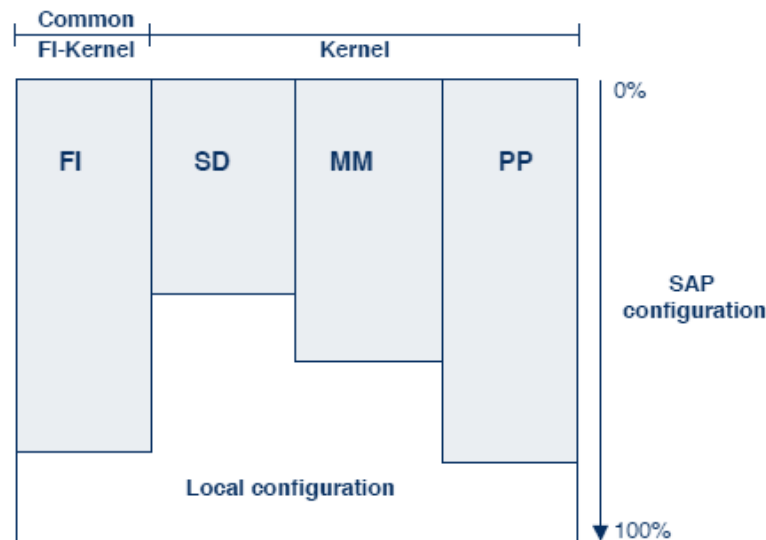 Common
FI-Kernel
Kernel
0%
FI
SD
MM
PP
SAP
configuration
Local configuration
100%